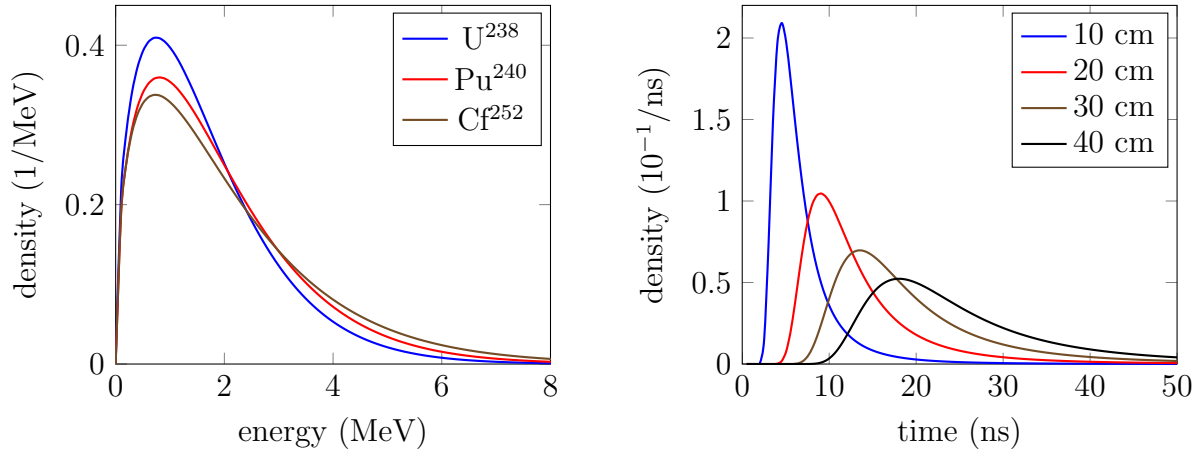 density (1/MeV)
0.4
0.2
0
0 2 4 6 8
energy (MeV)
U²³⁸
Pu²⁴⁰
Cf²⁵²
density (10⁻¹/ns)
2
1.5
1
0.5
0
0 10 20 30 40 50
time (ns)
10 cm
20 cm
30 cm
40 cm